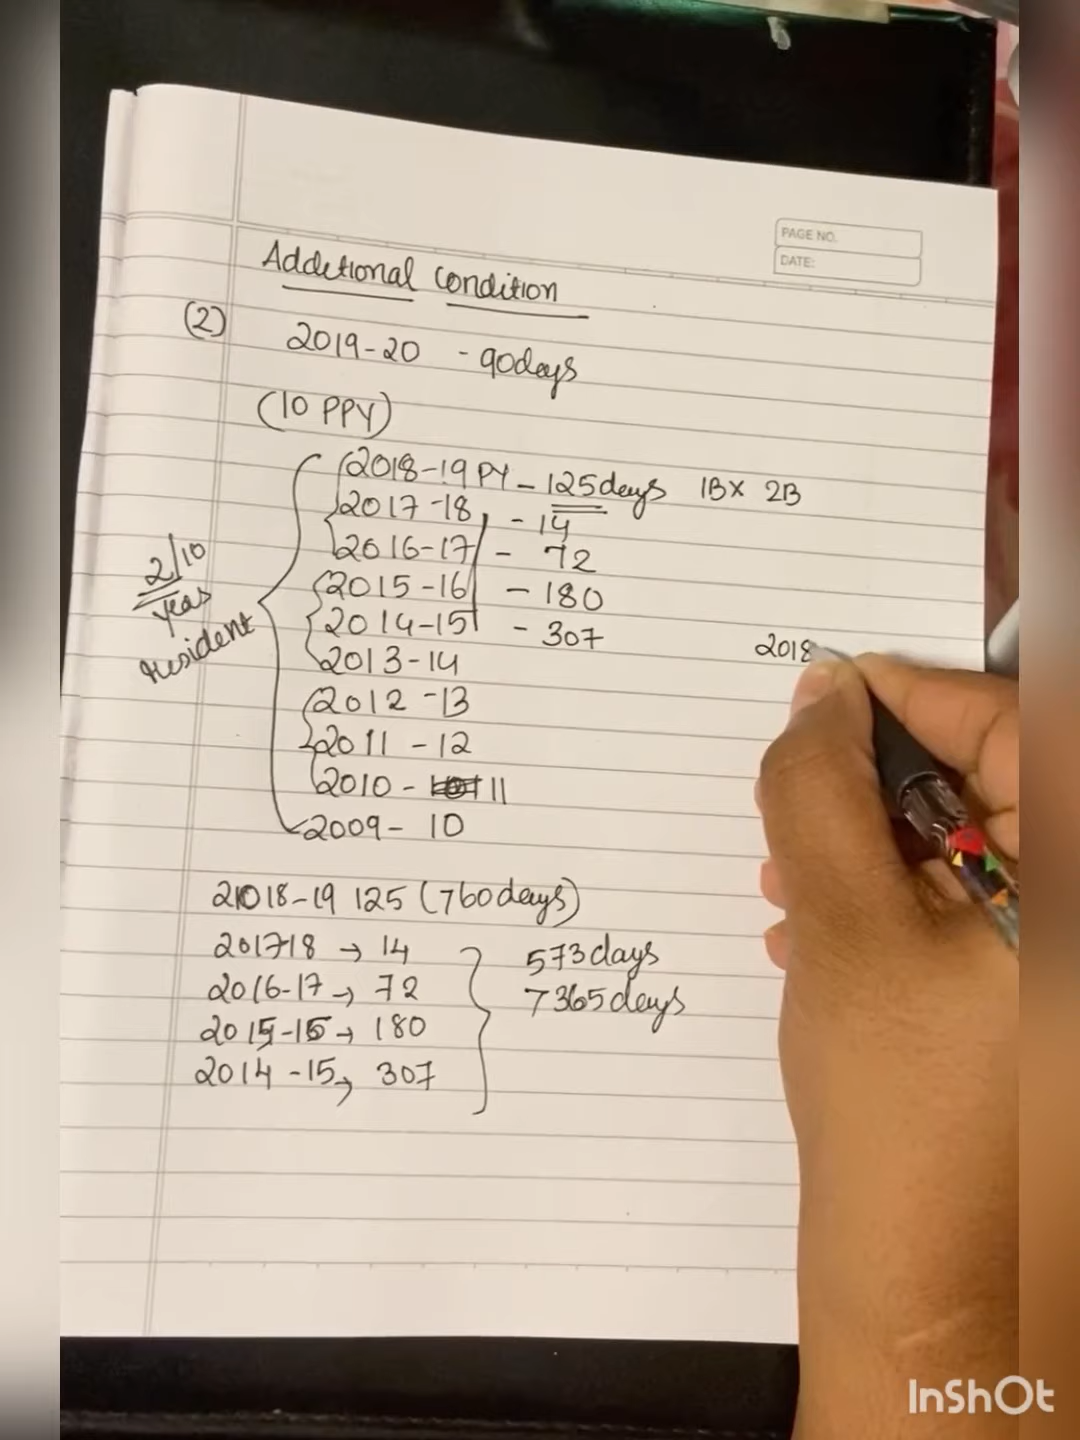 PAGE NO.
DATE:
Additional Condition
(2) 2019-20 - 90days
(10 PPY)
2018-19 PY - 125days 1B× 2B
2017-18 - 14
2016-17 - 72
2015-16 - 180
2014-15 - 307
2/10
years
resident
2018
2013-14
2012-13
2011-12
2010- 11
2009-10
2018-19 125 (760days)
201718 → 14
2016-17 → 72
2015-16 → 180
2014-15 → 307
573days
7365days
InShOt